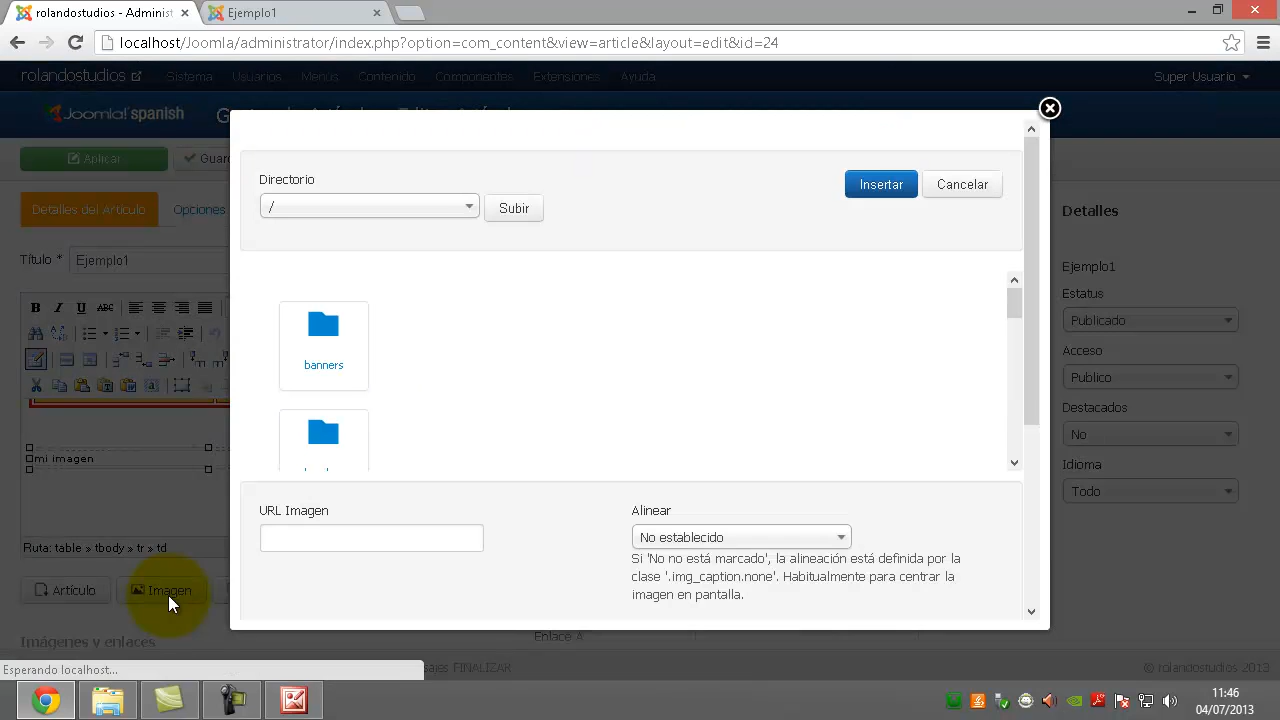 rolandostudios - Administ
Ejemplo1
localhost/Joomla/administrator/index.php?option=com_content&view=article&layout=edit&id=24
rolandostudios
Sistema Usuarios Menús Contenido Componentes Extensiones Ayuda
Super Usuario
Joomla! spanish
Aplicar
Guar
Directorio
/
Subir
Insertar
Cancelar
Detalles del Artículo
Opciones
Detalles
Título *
Ejemplo1
Ejemplo1
Estatus
Publicado
B I U ABC
Acceso
Publico
banners
Destacados
No
mi imagen
Idioma
Todo
URL Imagen
Alinear
No establecido
Si 'No no está marcado', la alineación está definida por la
clase '.img_caption.none'. Habitualmente para centrar la
imagen en pantalla.
Ruta: table » tbody » tr » td
Artículo
Imagen
Imágenes y enlaces
Enlace A
Esperando localhost...
sajes FINALIZAR
© rolandostudios 2013
11:46
04/07/2013